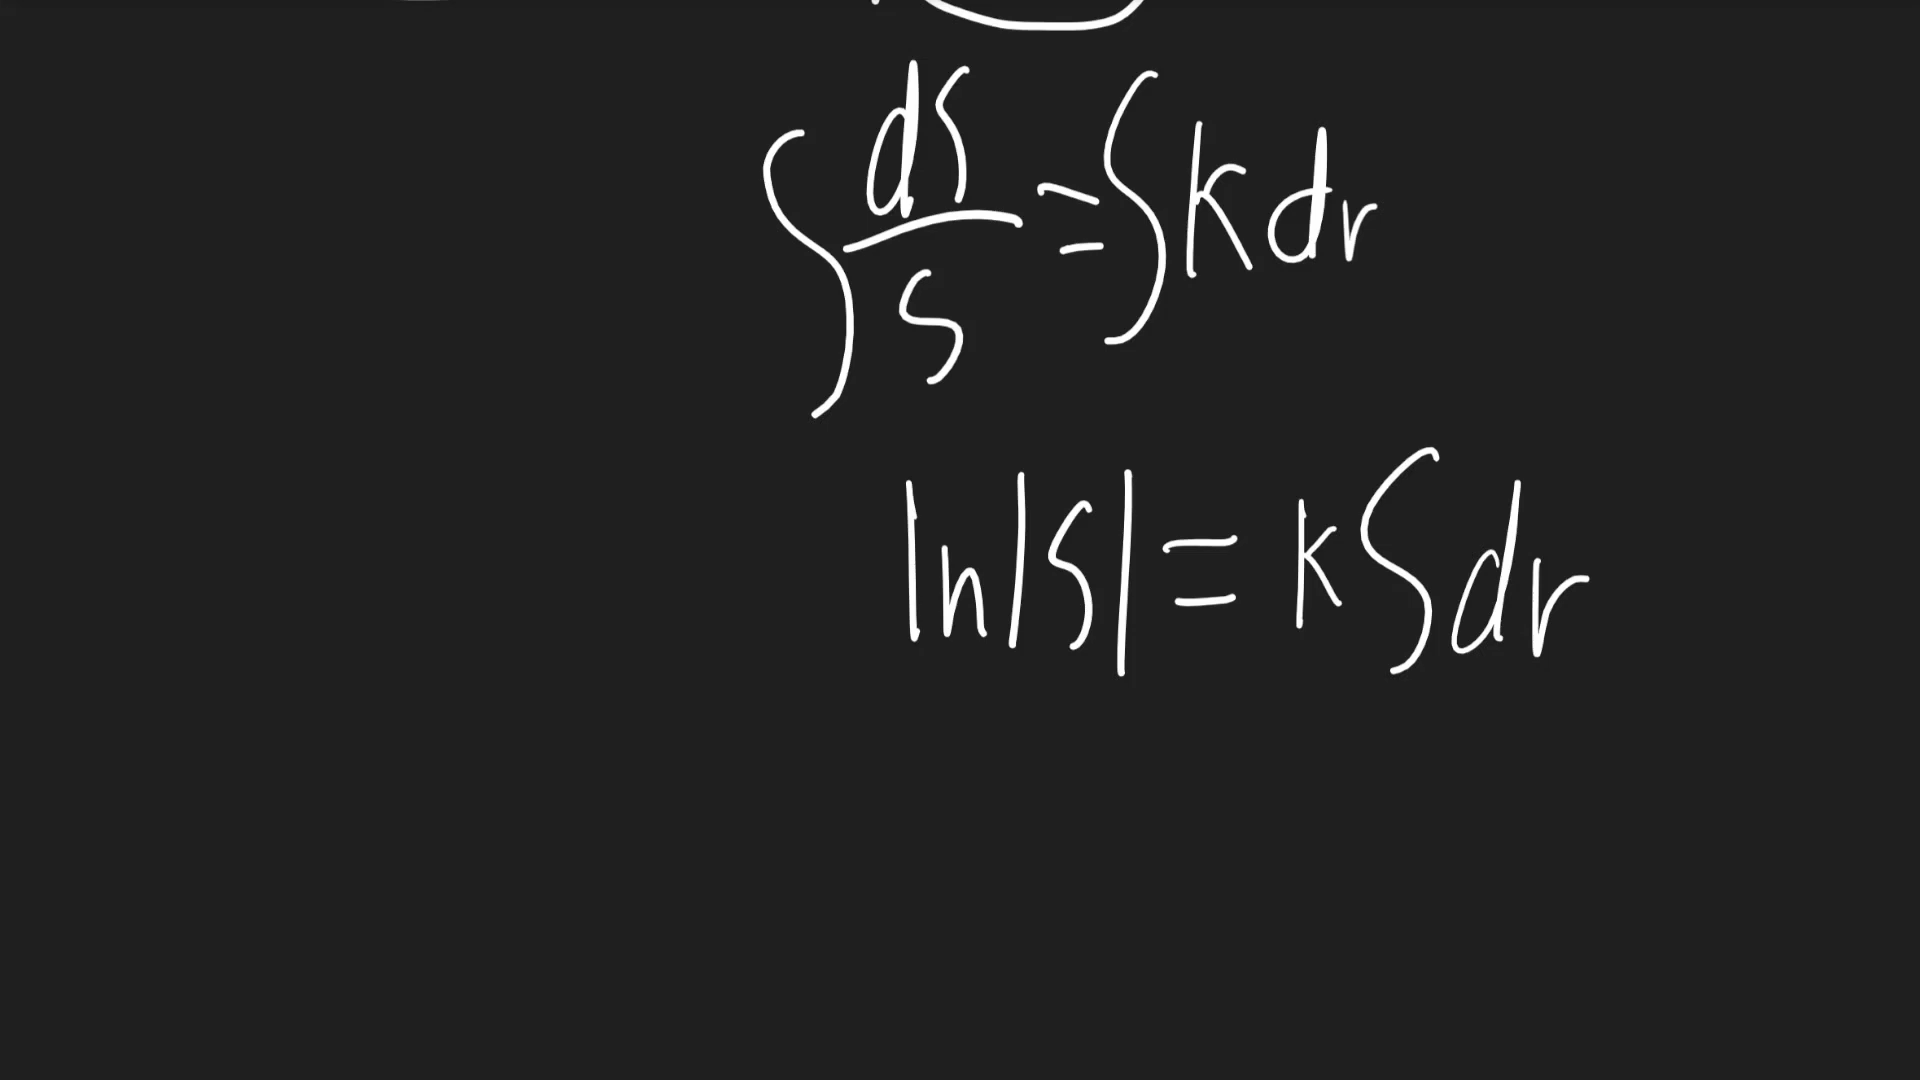 ∫ dS/S = ∫ k dr
ln|S| = k ∫ dr